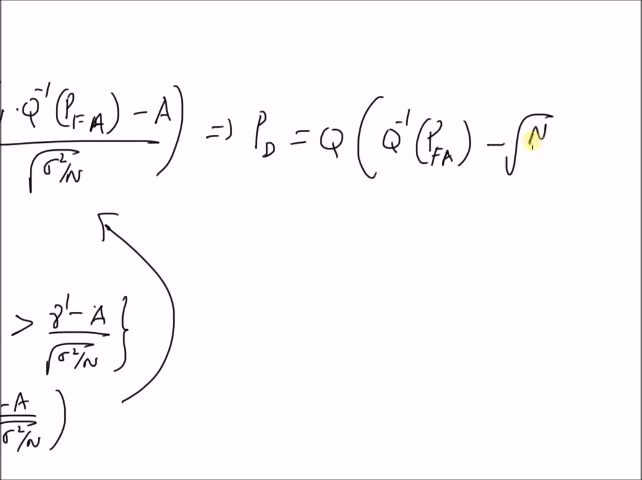 · Q⁻¹(P_FA) − A) / √(σ²/N) ⇒ P_D = Q(Q⁻¹(P_FA) − √N
> (γ' − A) / √(σ²/N) }
− A / σ²/N )